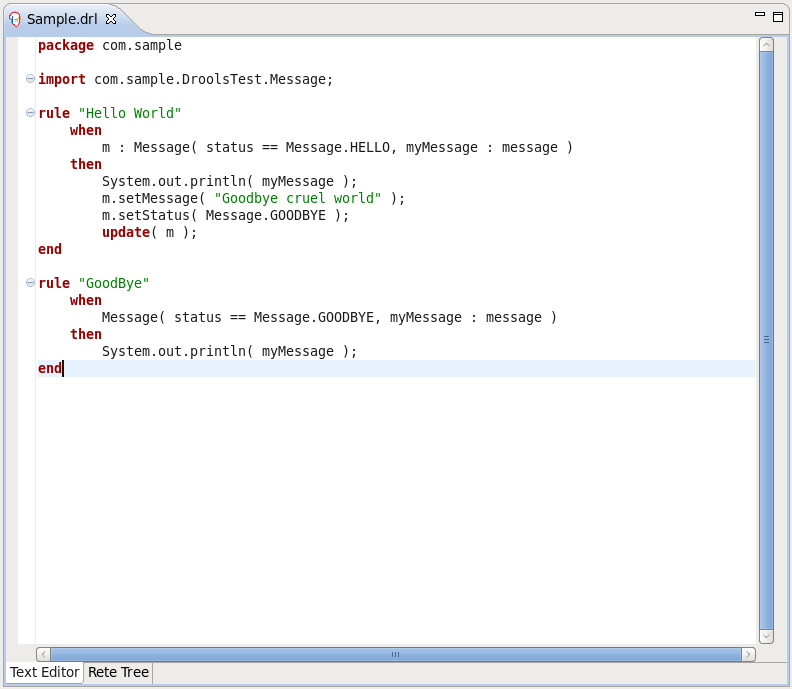 Sample.drl
package com.sample
import com.sample.DroolsTest.Message;
rule "Hello World"
    when
        m : Message( status == Message.HELLO, myMessage : message )
    then
        System.out.println( myMessage );
        m.setMessage( "Goodbye cruel world" );
        m.setStatus( Message.GOODBYE );
        update( m );
end
rule "GoodBye"
    when
        Message( status == Message.GOODBYE, myMessage : message )
    then
        System.out.println( myMessage );
end
Text Editor Rete Tree